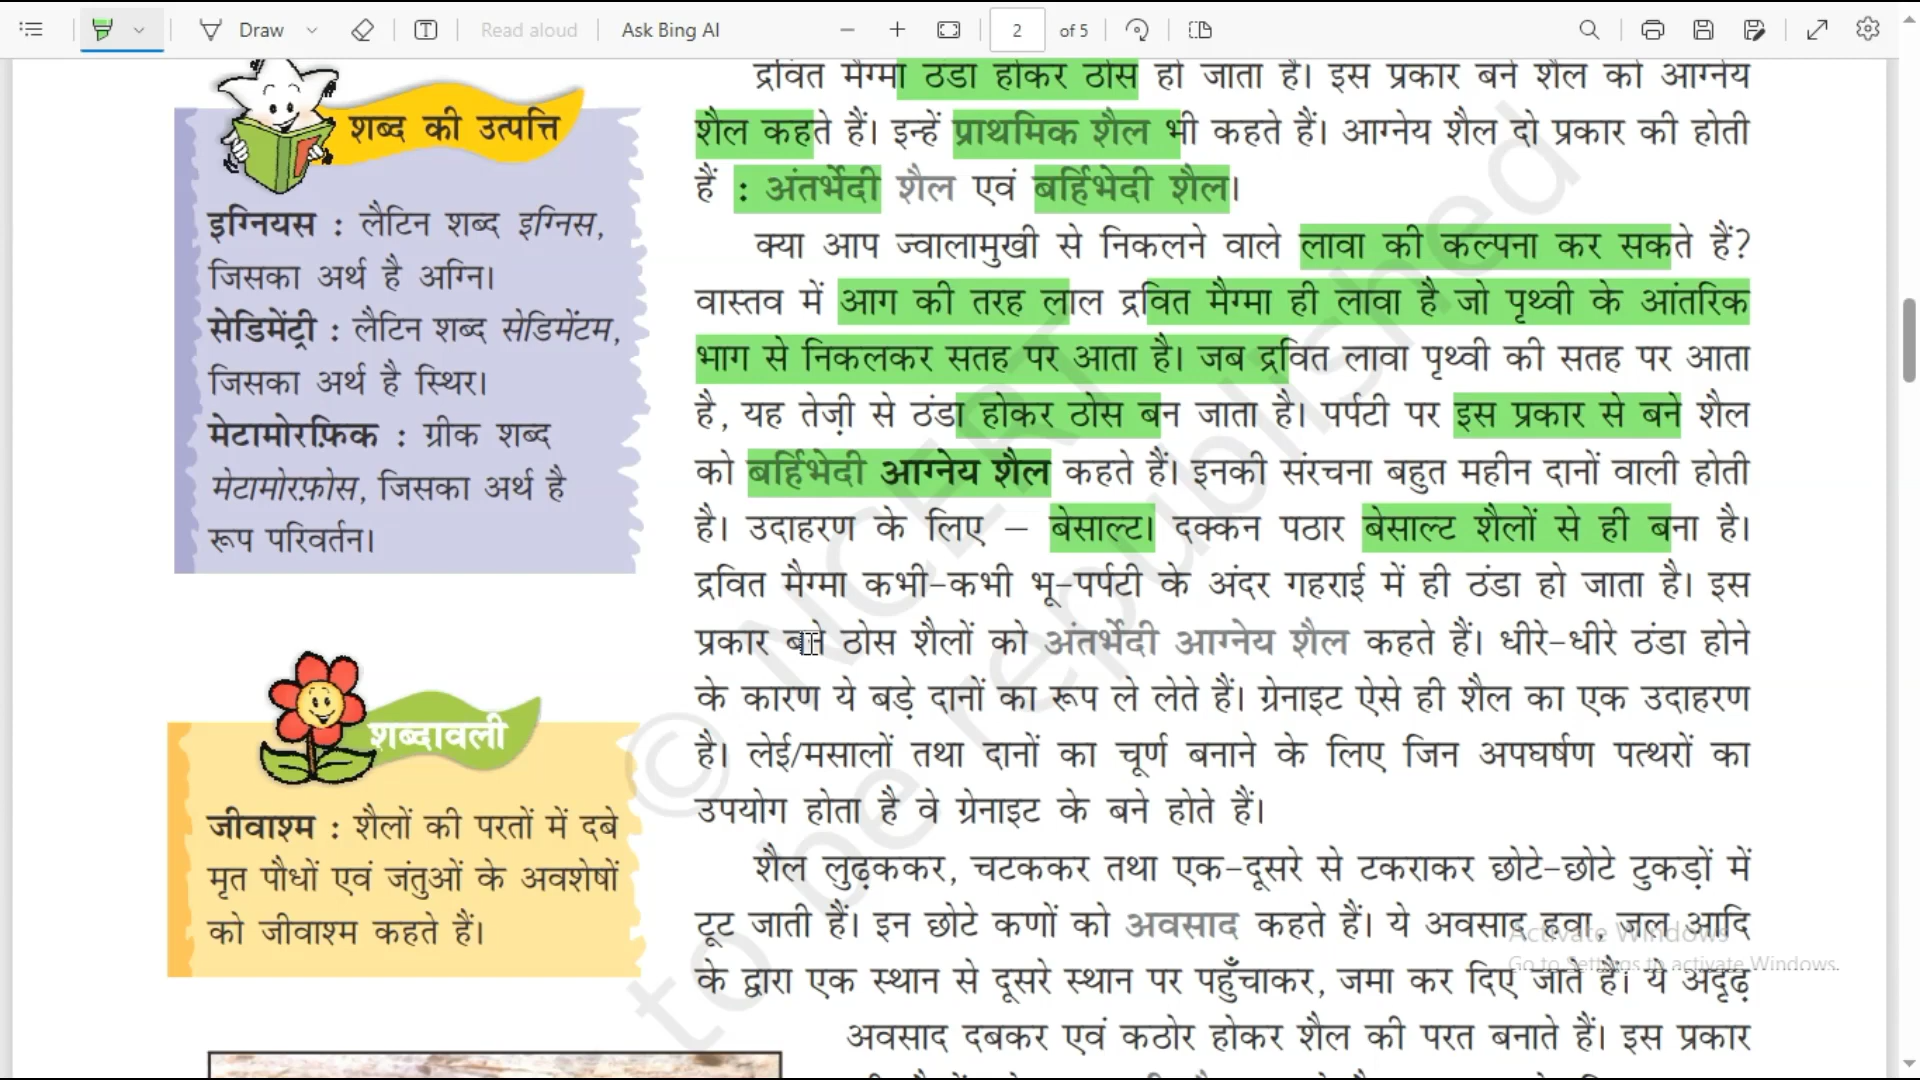 Draw
Read aloud
Ask Bing AI
2
of 5
शब्द की उत्पत्ति
इग्नियस : लैटिन शब्द इग्निस,
जिसका अर्थ है अग्नि।
सेडिमेंट्री : लैटिन शब्द सेडिमेंटम,
जिसका अर्थ है स्थिर।
मेटामोरफ़िक : ग्रीक शब्द
मेटामोरफ़ोस, जिसका अर्थ है
रूप परिवर्तन।
शब्दावली
जीवाश्म : शैलों की परतों में दबे
मृत पौधों एवं जंतुओं के अवशेषों
को जीवाश्म कहते हैं।
द्रवित मैग्मा ठंडा होकर ठोस हो जाता है। इस प्रकार बने शैल को आग्नेय
शैल कहते हैं। इन्हें प्राथमिक शैल भी कहते हैं। आग्नेय शैल दो प्रकार की होती
हैं : अंतर्भेदी शैल एवं बर्हिभेदी शैल।
क्या आप ज्वालामुखी से निकलने वाले लावा की कल्पना कर सकते हैं?
वास्तव में आग की तरह लाल द्रवित मैग्मा ही लावा है जो पृथ्वी के आंतरिक
भाग से निकलकर सतह पर आता है। जब द्रवित लावा पृथ्वी की सतह पर आता
है, यह तेज़ी से ठंडा होकर ठोस बन जाता है। पर्पटी पर इस प्रकार से बने शैल
को बर्हिभेदी आग्नेय शैल कहते हैं। इनकी संरचना बहुत महीन दानों वाली होती
है। उदाहरण के लिए – बेसाल्ट। दक्कन पठार बेसाल्ट शैलों से ही बना है।
द्रवित मैग्मा कभी-कभी भू-पर्पटी के अंदर गहराई में ही ठंडा हो जाता है। इस
प्रकार बने ठोस शैलों को अंतर्भेदी आग्नेय शैल कहते हैं। धीरे-धीरे ठंडा होने
के कारण ये बड़े दानों का रूप ले लेते हैं। ग्रेनाइट ऐसे ही शैल का एक उदाहरण
है। लेई/मसालों तथा दानों का चूर्ण बनाने के लिए जिन अपघर्षण पत्थरों का
उपयोग होता है वे ग्रेनाइट के बने होते हैं।
शैल लुढ़ककर, चटककर तथा एक-दूसरे से टकराकर छोटे-छोटे टुकड़ों में
टूट जाती हैं। इन छोटे कणों को अवसाद कहते हैं। ये अवसाद हवा, जल आदि
के द्वारा एक स्थान से दूसरे स्थान पर पहुँचाकर, जमा कर दिए जाते हैं। ये अदृढ़
अवसाद दबकर एवं कठोर होकर शैल की परत बनाते हैं। इस प्रकार
© NCERT
to be republished
Activate Windows
Go to Settings to activate Windows.